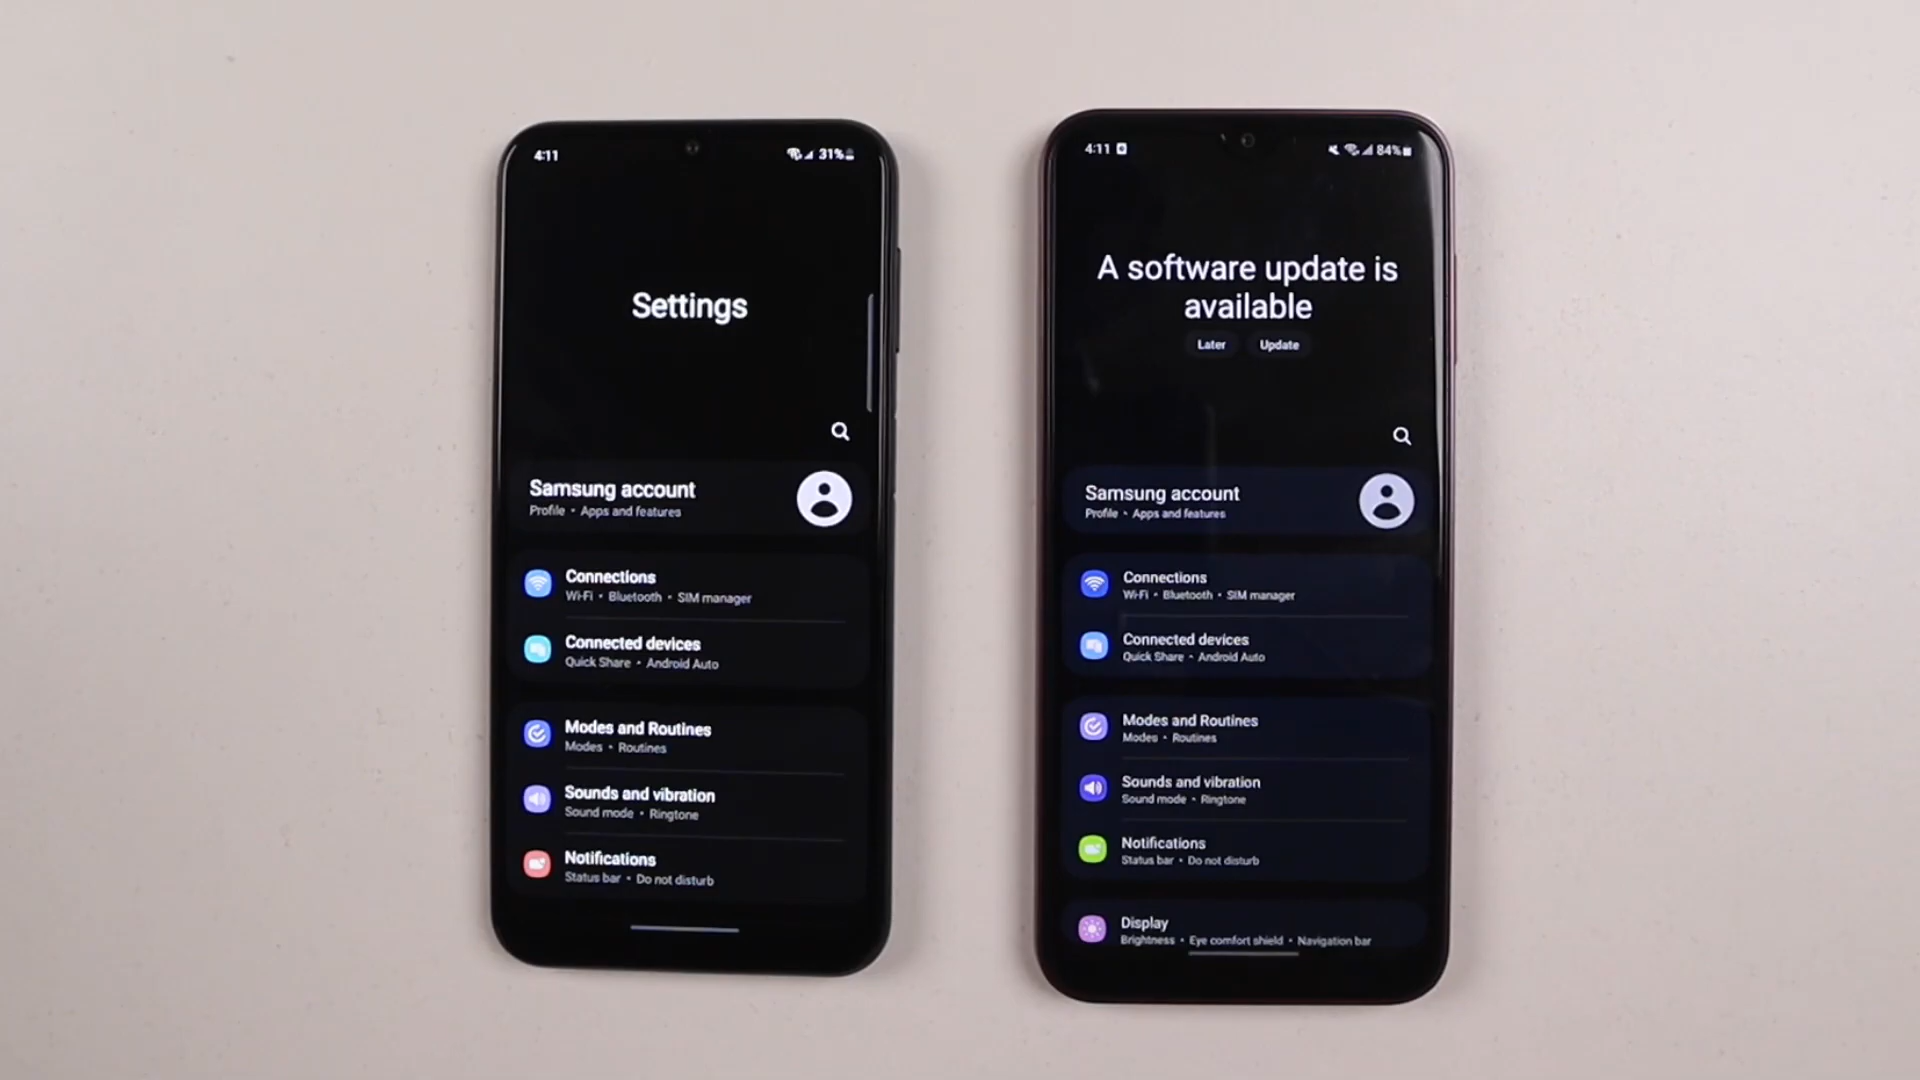 4:11
31%
Settings
Samsung account
Profile • Apps and features
Connections
Wi-Fi • Bluetooth • SIM manager
Connected devices
Quick Share • Android Auto
Modes and Routines
Modes • Routines
Sounds and vibration
Sound mode • Ringtone
Notifications
Status bar • Do not disturb
4:11
84%
A software update is
available
Later Update
Samsung account
Profile • Apps and features
Connections
Wi-Fi • Bluetooth • SIM manager
Connected devices
Quick Share • Android Auto
Modes and Routines
Modes • Routines
Sounds and vibration
Sound mode • Ringtone
Notifications
Status bar • Do not disturb
Display
Brightness • Eye comfort shield • Navigation bar